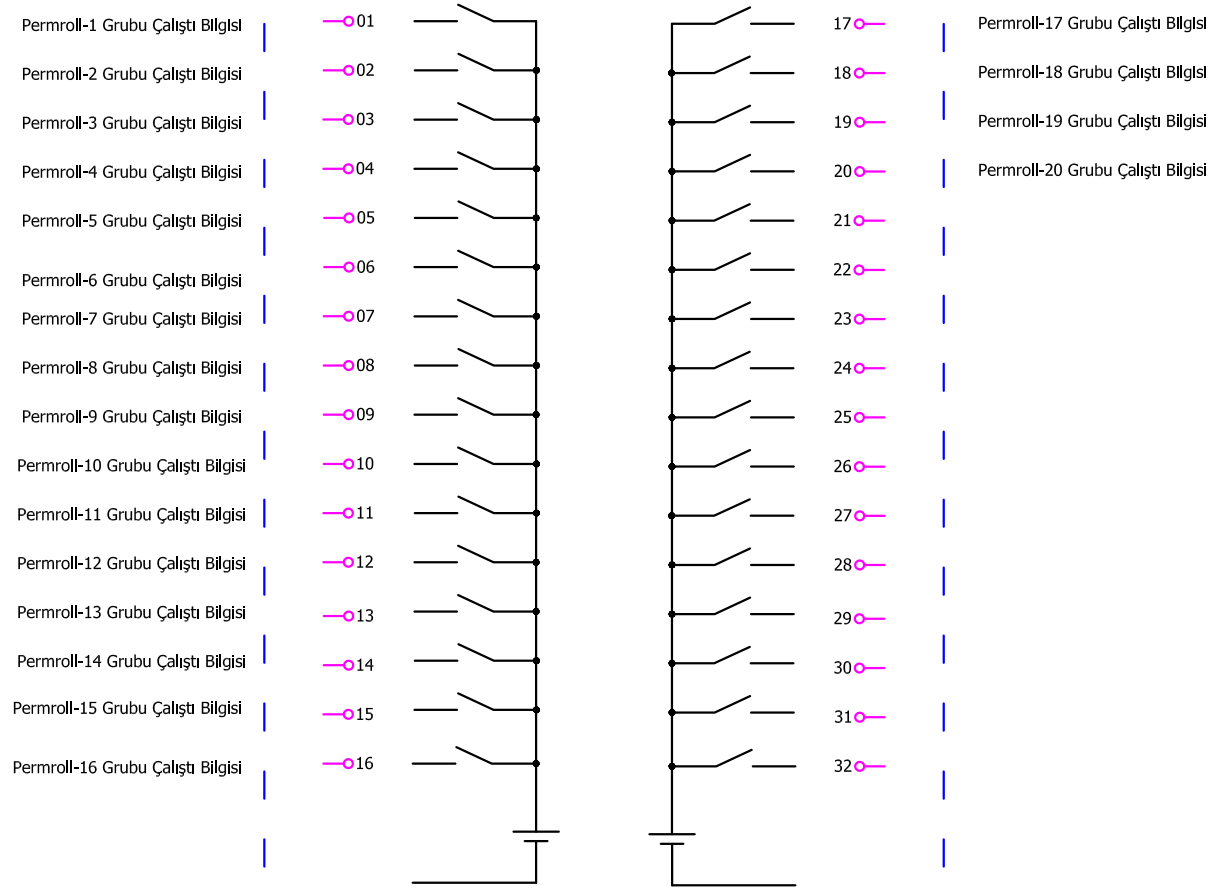 Permroll-1 Grubu Çalıştı Bilgisi
01
Permroll-2 Grubu Çalıştı Bilgisi
02
Permroll-3 Grubu Çalıştı Bilgisi
03
Permroll-4 Grubu Çalıştı Bilgisi
04
Permroll-5 Grubu Çalıştı Bilgisi
05
Permroll-6 Grubu Çalıştı Bilgisi
06
Permroll-7 Grubu Çalıştı Bilgisi
07
Permroll-8 Grubu Çalıştı Bilgisi
08
Permroll-9 Grubu Çalıştı Bilgisi
09
Permroll-10 Grubu Çalıştı Bilgisi
10
Permroll-11 Grubu Çalıştı Bilgisi
11
Permroll-12 Grubu Çalıştı Bilgisi
12
Permroll-13 Grubu Çalıştı Bilgisi
13
Permroll-14 Grubu Çalıştı Bilgisi
14
Permroll-15 Grubu Çalıştı Bilgisi
15
Permroll-16 Grubu Çalıştı Bilgisi
16
17
Permroll-17 Grubu Çalıştı Bilgisi
18
Permroll-18 Grubu Çalıştı Bilgisi
19
Permroll-19 Grubu Çalıştı Bilgisi
20
Permroll-20 Grubu Çalıştı Bilgisi
21
22
23
24
25
26
27
28
29
30
31
32